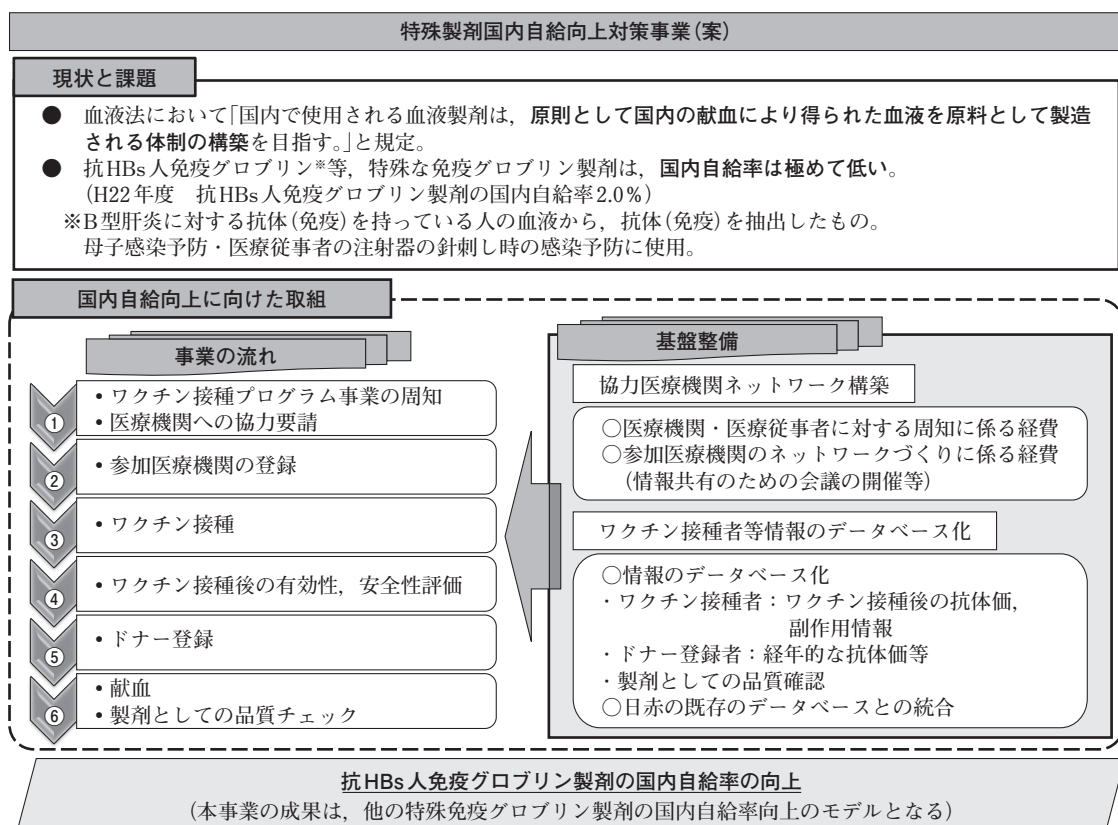 特殊製剤国内自給向上対策事業(案)
現状と課題
● 血液法において「国内で使用される血液製剤は，原則として国内の献血により得られた血液を原料として製造
される体制の構築を目指す。」と規定。
● 抗HBs人免疫グロブリン※等，特殊な免疫グロブリン製剤は，国内自給率は極めて低い。
(H22年度 抗HBs人免疫グロブリン製剤の国内自給率2.0%)
※B型肝炎に対する抗体(免疫)を持っている人の血液から，抗体(免疫)を抽出したもの。
母子感染予防・医療従事者の注射器の針刺し時の感染予防に使用。
国内自給向上に向けた取組
事業の流れ
① •ワクチン接種プログラム事業の周知
•医療機関への協力要請
② •参加医療機関の登録
③ •ワクチン接種
④ •ワクチン接種後の有効性，安全性評価
⑤ •ドナー登録
⑥ •献血
•製剤としての品質チェック
基盤整備
協力医療機関ネットワーク構築
○医療機関・医療従事者に対する周知に係る経費
○参加医療機関のネットワークづくりに係る経費
(情報共有のための会議の開催等)
ワクチン接種者等情報のデータベース化
○情報のデータベース化
・ワクチン接種者：ワクチン接種後の抗体価，
副作用情報
・ドナー登録者：経年的な抗体価等
・製剤としての品質確認
○日赤の既存のデータベースとの統合
抗HBs人免疫グロブリン製剤の国内自給率の向上
(本事業の成果は，他の特殊免疫グロブリン製剤の国内自給率向上のモデルとなる)